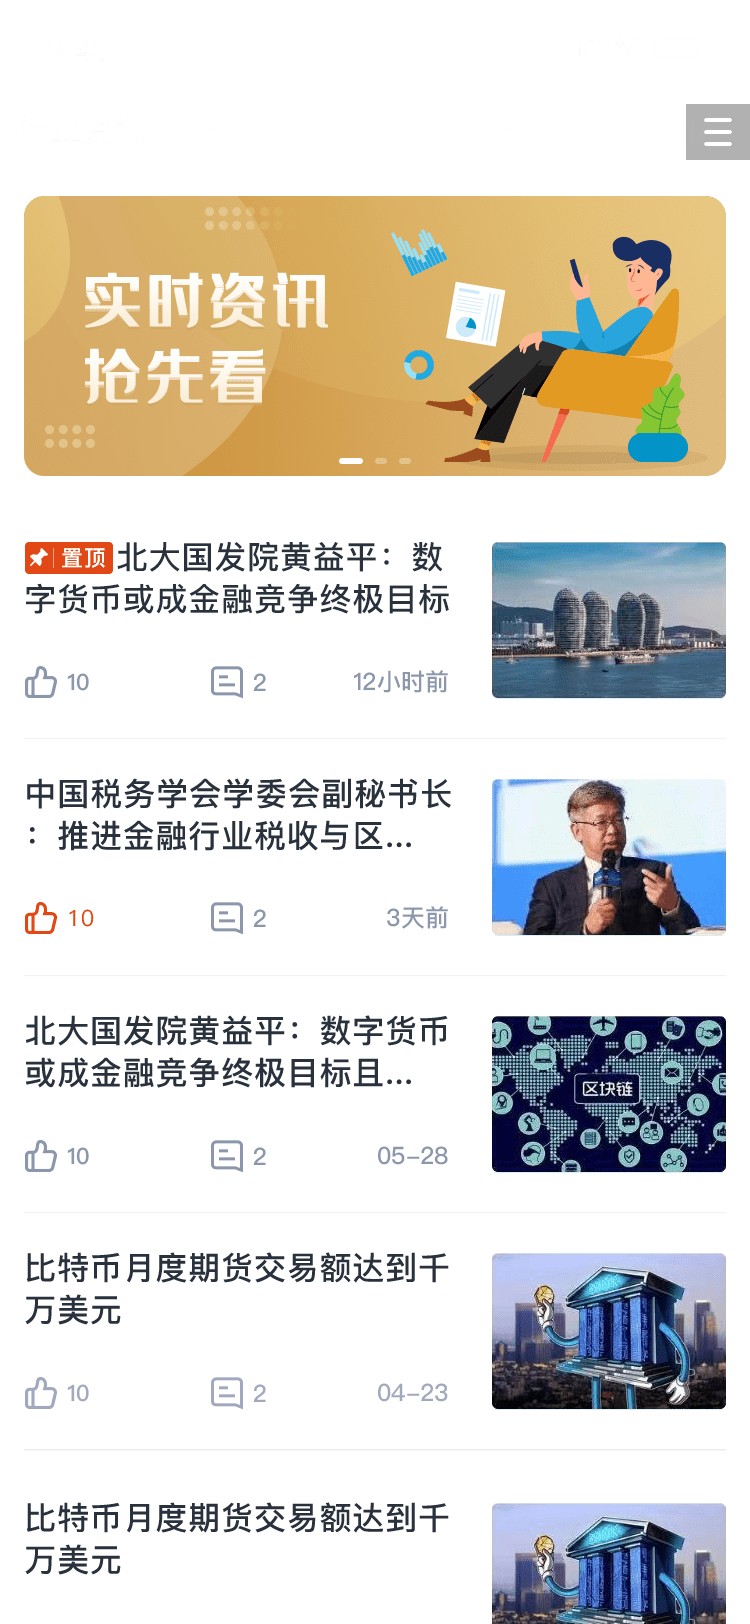 实时资讯
抢先看
置顶 北大国发院黄益平：数
字货币或成金融竞争终极目标
10 2 12小时前
中国税务学会学委会副秘书长
：推进金融行业税收与区...
10 2 3天前
北大国发院黄益平：数字货币
或成金融竞争终极目标且...
区块链
10 2 05-28
比特币月度期货交易额达到千
万美元
10 2 04-23
比特币月度期货交易额达到千
万美元